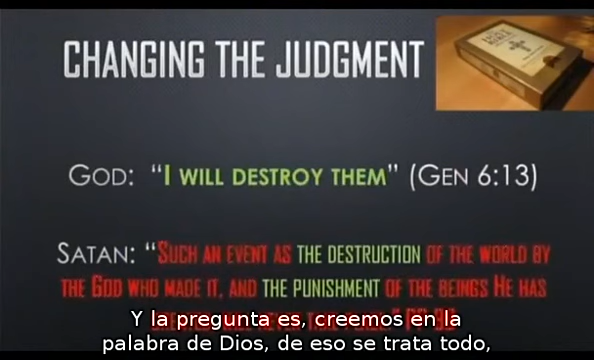 CHANGING THE JUDGMENT
HOLY BIBLE
GOD: "I WILL DESTROY THEM" (GEN 6:13)
SATAN: "SUCH AN EVENT AS THE DESTRUCTION OF THE WORLD BY
THE GOD WHO MADE IT, AND THE PUNISHMENT OF THE BEINGS HE HAS
Y la pregunta es, creemos en la
palabra de Dios, de eso se trata todo,